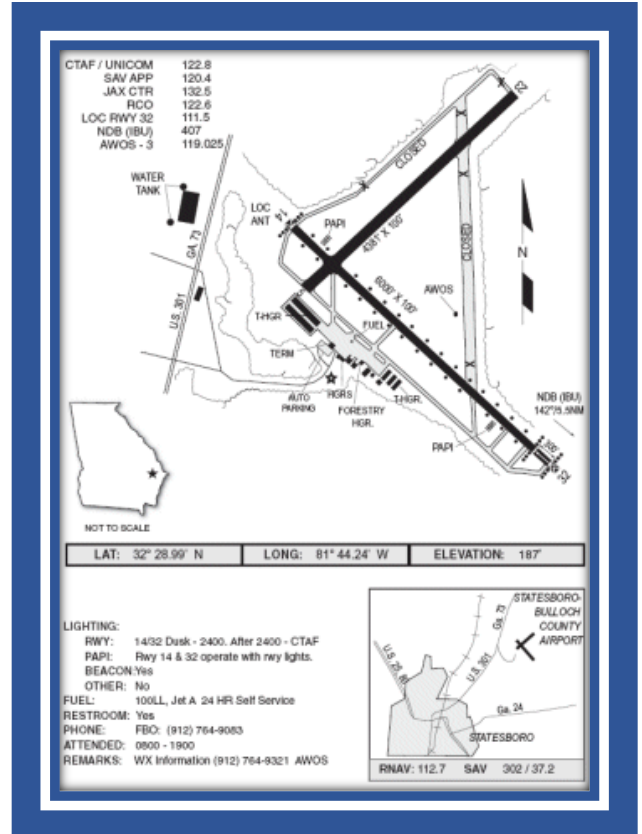 CTAF / UNICOM 122.8
SAV APP 120.4
JAX CTR 132.5
RCO 122.6
LOC RWY 32 111.5
NDB (IBU) 407
AWOS - 3 119.025
23
CLOSED
WATER
TANK
LOC
ANT
14
PAPI
4381' X 100'
GA. 73
CLOSED
N
6000' X 100'
AWOS
U.S. 301
T-HGR
FUEL
TERM
AUTO
PARKING
HGRS
FORESTRY
HGR.
T-HGR.
NDB (IBU)
142°/5.5NM
PAPI
32
NOT TO SCALE
LAT: 32° 28.99' N LONG: 81° 44.24' W ELEVATION: 187'
LIGHTING:
RWY: 14/32 Dusk - 2400. After 2400 - CTAF
PAPI: Rwy 14 & 32 operate with rwy lights.
BEACON:Yes
OTHER: No
FUEL: 100LL, Jet A 24 HR Self Service
RESTROOM: Yes
PHONE: FBO: (912) 764-9083
ATTENDED: 0800 - 1900
REMARKS: WX Information (912) 764-9321 AWOS
STATESBORO-
BULLOCH
COUNTY
AIRPORT
Ga. 73
U.S. 301
U.S. 25, 80
Ga. 24
STATESBORO
RNAV: 112.7 SAV 302 / 37.2